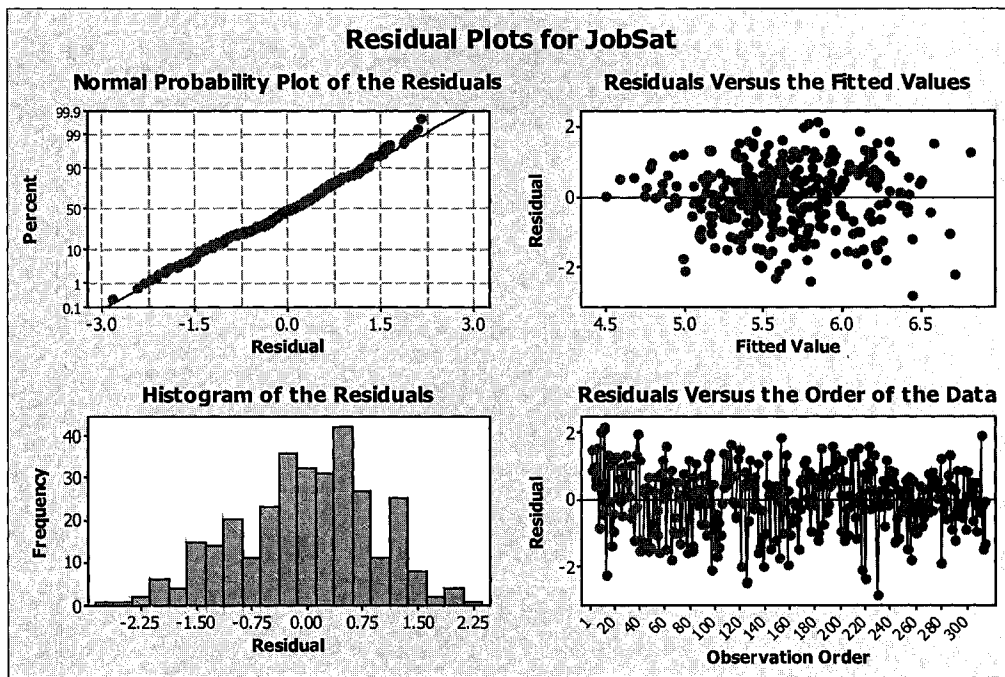 Residual Plots for JobSat
Normal Probability Plot of the Residuals
99.9
99
90
50
10
1
0.1
Percent
-3.0 -1.5 0.0 1.5 3.0
Residual
Residuals Versus the Fitted Values
2
0
-2
Residual
4.5 5.0 5.5 6.0 6.5
Fitted Value
Histogram of the Residuals
40
30
20
10
0
Frequency
-2.25 -1.50 -0.75 0.00 0.75 1.50 2.25
Residual
Residuals Versus the Order of the Data
2
0
-2
Residual
1 20 40 60 80 100 120 140 160 180 200 220 240 260 280 300
Observation Order